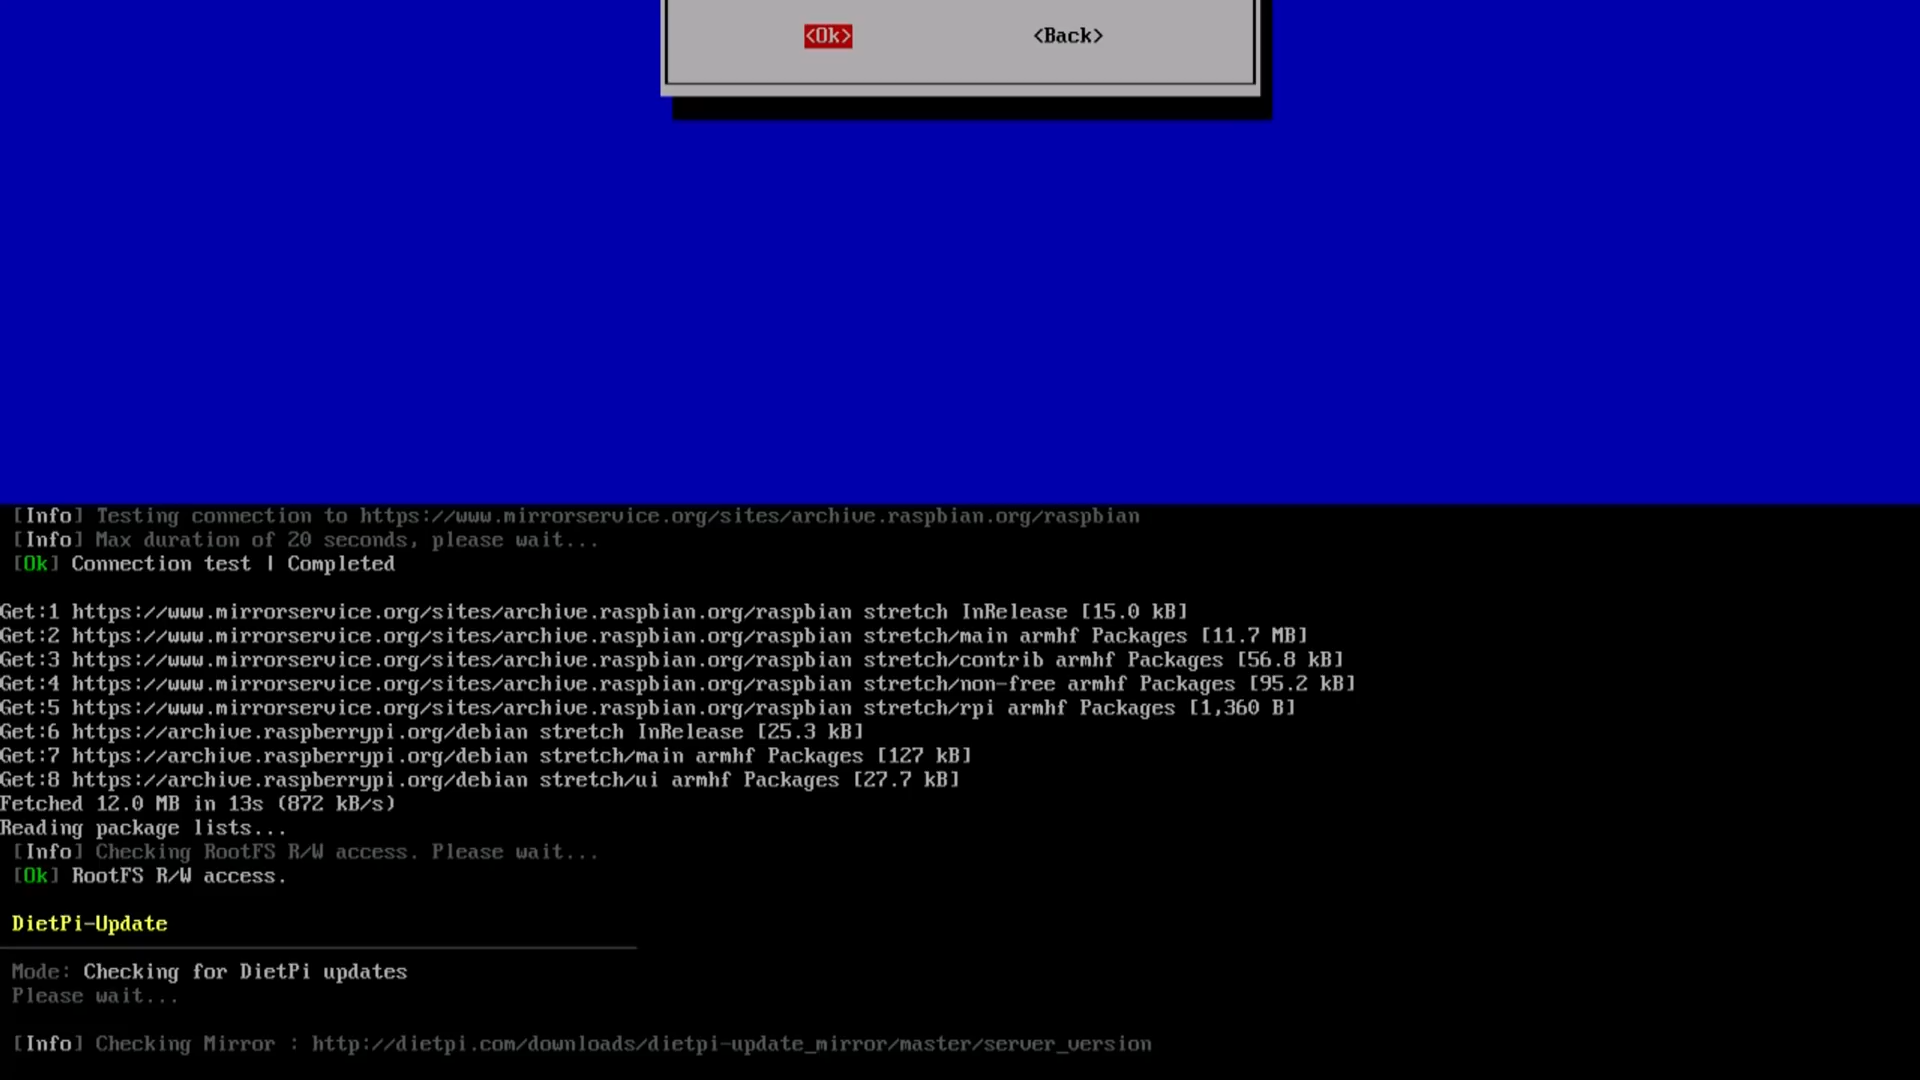 <Ok> <Back>
[Info] Testing connection to https://www.mirrorservice.org/sites/archive.raspbian.org/raspbian
[Info] Max duration of 20 seconds, please wait...
[Ok] Connection test | Completed
Get:1 https://www.mirrorservice.org/sites/archive.raspbian.org/raspbian stretch InRelease [15.0 kB]
Get:2 https://www.mirrorservice.org/sites/archive.raspbian.org/raspbian stretch/main armhf Packages [11.7 MB]
Get:3 https://www.mirrorservice.org/sites/archive.raspbian.org/raspbian stretch/contrib armhf Packages [56.8 kB]
Get:4 https://www.mirrorservice.org/sites/archive.raspbian.org/raspbian stretch/non-free armhf Packages [95.2 kB]
Get:5 https://www.mirrorservice.org/sites/archive.raspbian.org/raspbian stretch/rpi armhf Packages [1,360 B]
Get:6 https://archive.raspberrypi.org/debian stretch InRelease [25.3 kB]
Get:7 https://archive.raspberrypi.org/debian stretch/main armhf Packages [127 kB]
Get:8 https://archive.raspberrypi.org/debian stretch/ui armhf Packages [27.7 kB]
Fetched 12.0 MB in 13s (872 kB/s)
Reading package lists...
[Info] Checking RootFS R/W access. Please wait...
[Ok] RootFS R/W access.
DietPi-Update
Mode: Checking for DietPi updates
Please wait...
[Info] Checking Mirror : http://dietpi.com/downloads/dietpi-update_mirror/master/server_version